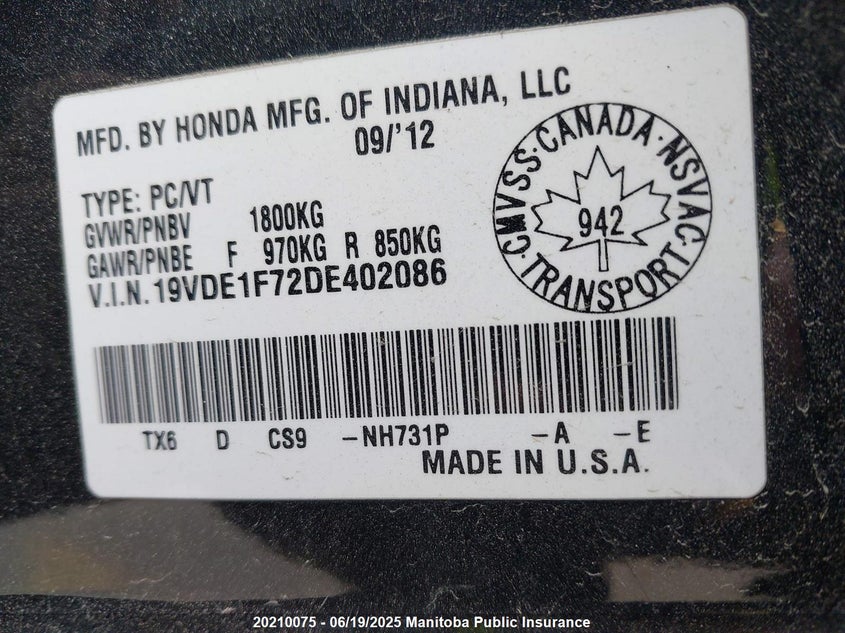 MFD. BY HONDA MFG. OF INDIANA, LLC
09/'12
TYPE: PC/VT
GVWR/PNBV 1800KG
GAWR/PNBE F 970KG R 850KG
V.I.N. 19VDE1F72DE402086
CMVSS·CANADA·NSVAC·TRANSPORT·
942
TX6 D CS9 -NH731P -A -E
MADE IN U.S.A.
20210075 - 06/19/2025 Manitoba Public Insurance